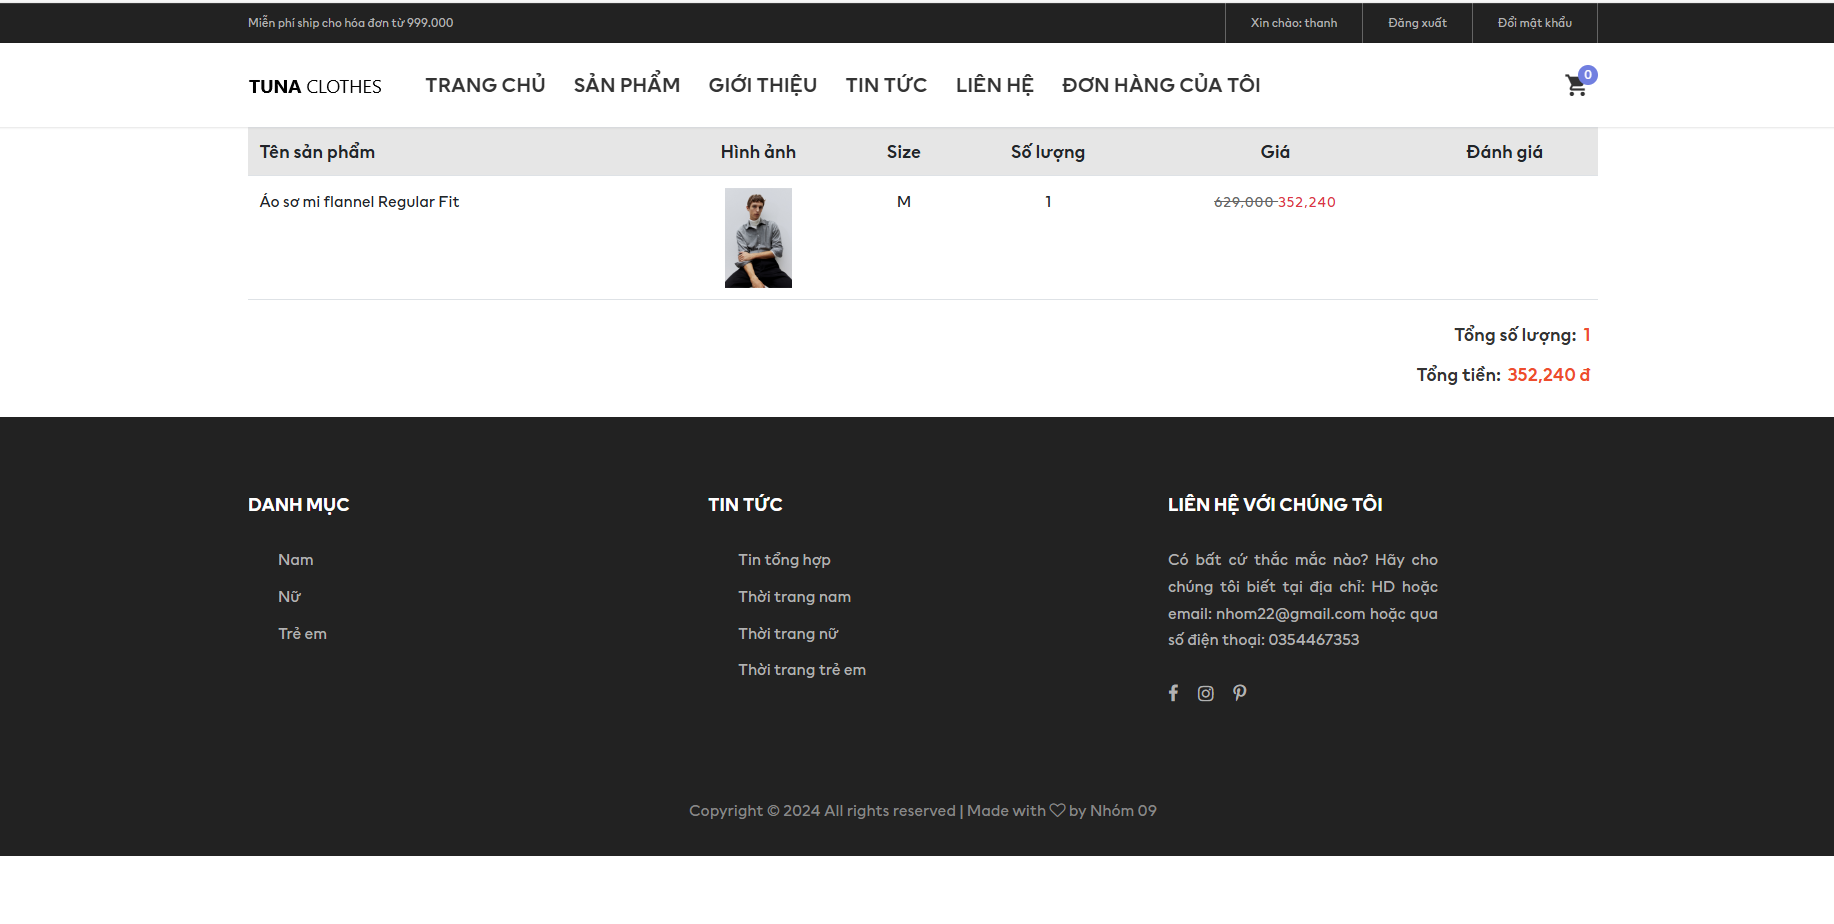 Miễn phí ship cho hóa đơn từ 999.000
Xin chào: thanh
Đăng xuất
Đổi mật khẩu
TUNA CLOTHES
TRANG CHỦ
SẢN PHẨM
GIỚI THIỆU
TIN TỨC
LIÊN HỆ
ĐƠN HÀNG CỦA TÔI
0
Tên sản phẩm
Hình ảnh
Size
Số lượng
Giá
Đánh giá
Áo sơ mi flannel Regular Fit
M
1
629,000 352,240
Tổng số lượng: 1
Tổng tiền: 352,240 đ
DANH MỤC
Nam
Nữ
Trẻ em
TIN TỨC
Tin tổng hợp
Thời trang nam
Thời trang nữ
Thời trang trẻ em
LIÊN HỆ VỚI CHÚNG TÔI
Có bất cứ thắc mắc nào? Hãy cho
chúng tôi biết tại địa chỉ: HD hoặc
email: nhom22@gmail.com hoặc qua
số điện thoại: 0354467353
Copyright © 2024 All rights reserved | Made with ♡ by Nhóm 09